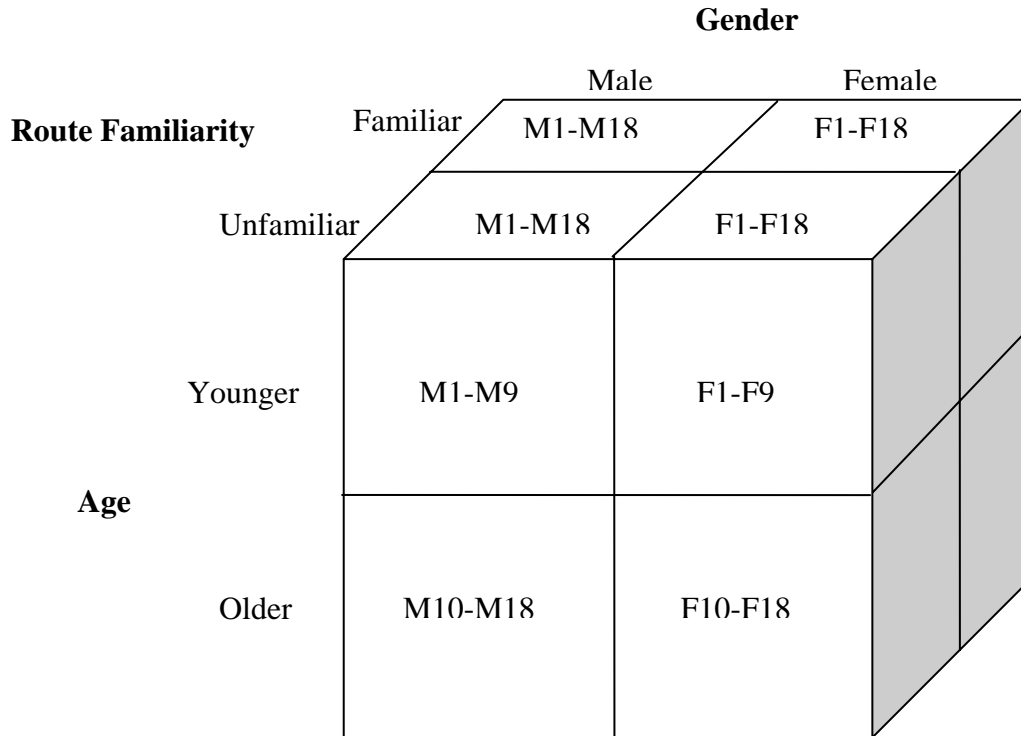 Gender
Male Female
Route Familiarity Familiar M1-M18 F1-F18
Unfamiliar M1-M18 F1-F18
Younger M1-M9 F1-F9
Age
Older M10-M18 F10-F18